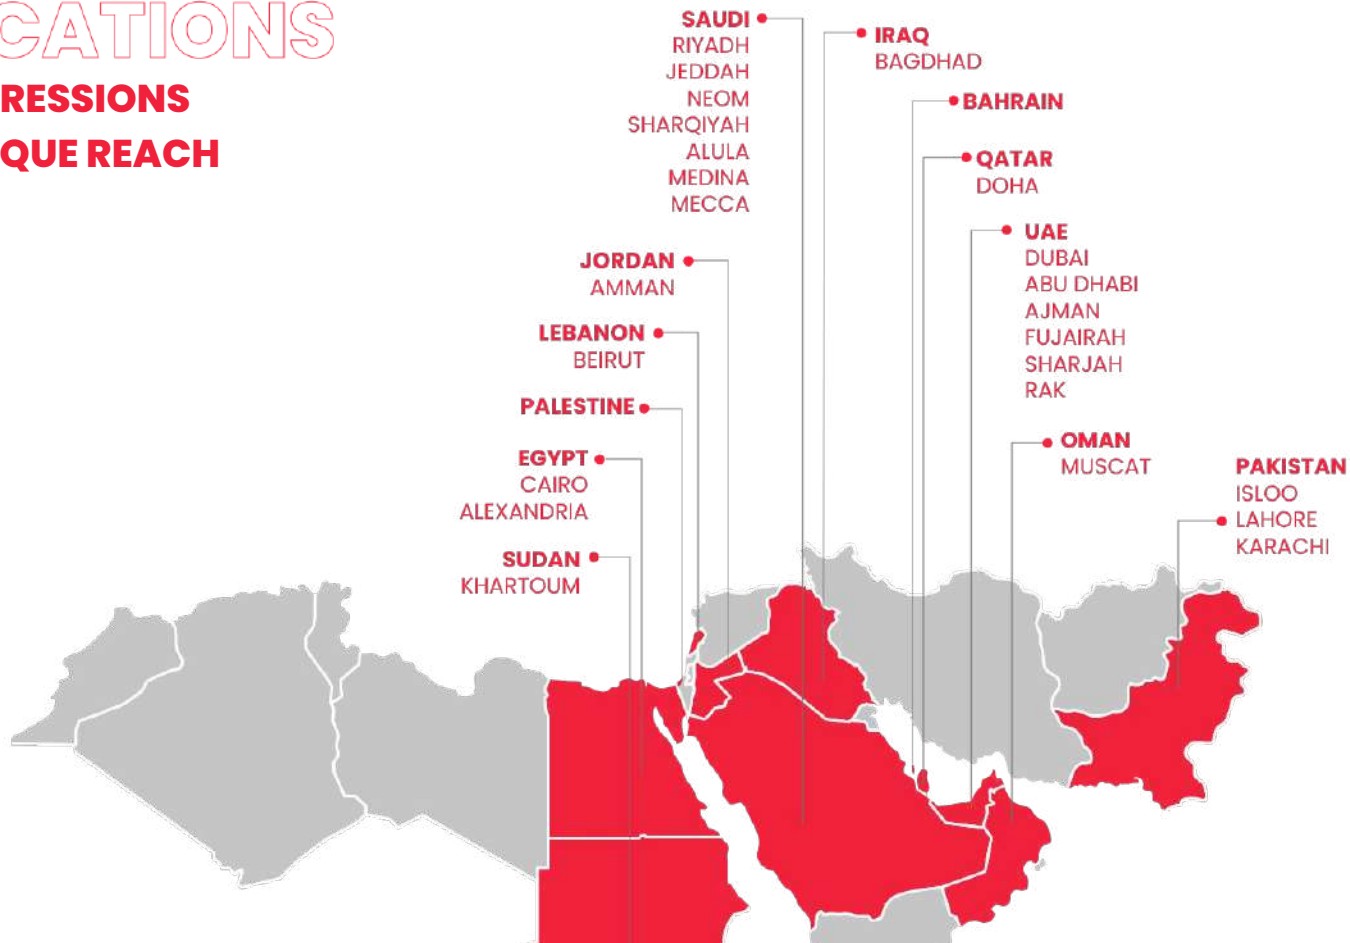 CATIONS
RESSIONS
QUE REACH
SAUDI
RIYADH
JEDDAH
NEOM
SHARQIYAH
ALULA
MEDINA
MECCA
IRAQ
BAGDHAD
BAHRAIN
QATAR
DOHA
UAE
DUBAI
ABU DHABI
AJMAN
FUJAIRAH
SHARJAH
RAK
JORDAN
AMMAN
LEBANON
BEIRUT
PALESTINE
EGYPT
CAIRO
ALEXANDRIA
SUDAN
KHARTOUM
OMAN
MUSCAT
PAKISTAN
ISLOO
LAHORE
KARACHI